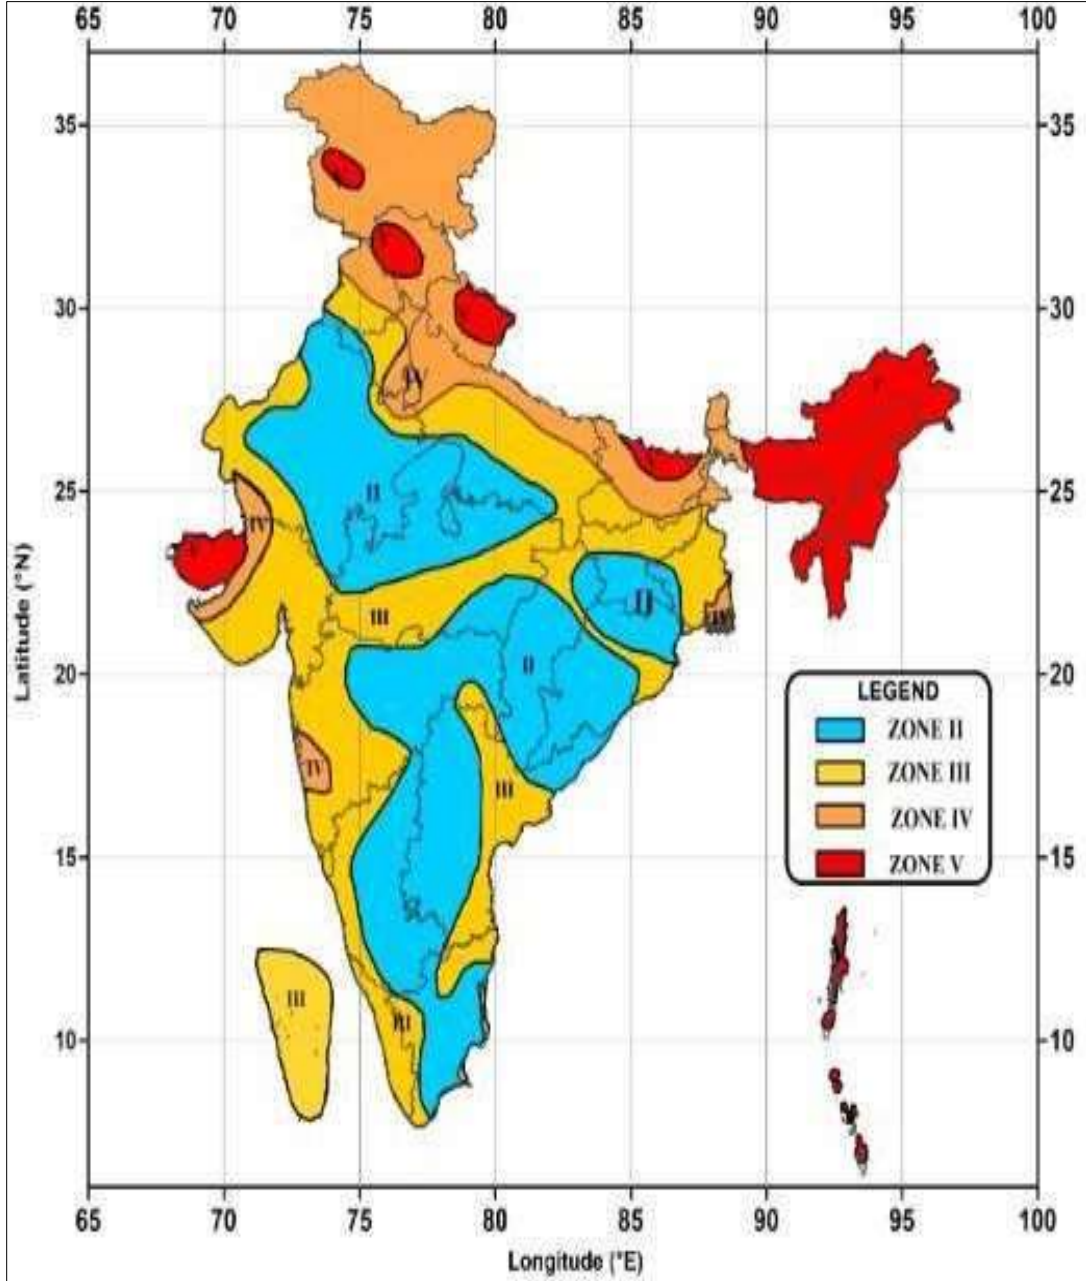 65 70 75 80 85 90 95 100
35 35
30 30
IV
25 25
II
IV
Latitude (°N)
II
III IV
II
20 20
LEGEND
ZONE II
ZONE III
ZONE IV
ZONE V
IV
III
15 15
III
III
10 10
65 70 75 80 85 90 95 100
Longitude (°E)